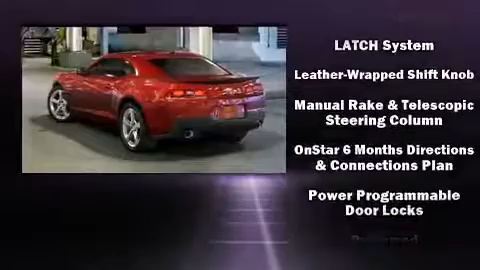 LATCH System
Leather-Wrapped Shift Knob
Manual Rake & Telescopic
Steering Column
OnStar 6 Months Directions
& Connections Plan
Power Programmable
Door Locks